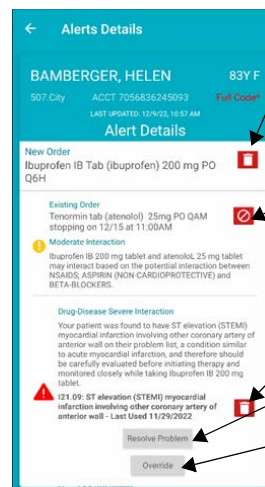 Alerts Details
BAMBERGER, HELEN 83Y F
507.City ACCT 7056836245093 Full Code*
LAST UPDATED: 12/9/22, 10:57 AM
Alert Details
New Order
Ibuprofen IB Tab (ibuprofen) 200 mg PO
Q6H
Existing Order
Tenormin tab (atenolol) 25mg PO QAM
stopping on 12/15 at 11:00AM
Moderate Interaction
Ibuprofen IB 200 mg tablet and atenoloL 25 mg tablet
may interact based on the potential interaction between
NSAIDS; ASPIRIN (NON-CARDIOPROTECTIVE) and
BETA-BLOCKERS.
Drug-Disease Severe Interaction
Your patient was found to have ST elevation (STEMI)
myocardial infarction involving other coronary artery of
anterior wall on their problem list, a condition similar
to acute myocardial infarction, and therefore should
be carefully evaluated before initiating therapy and
monitored closely while taking Ibuprofen IB 200 mg
tablet.
I21.09: ST elevation (STEMI) myocardial
infarction involving other coronary artery of
anterior wall - Last Used 11/29/2022
Resolve Problem
Override